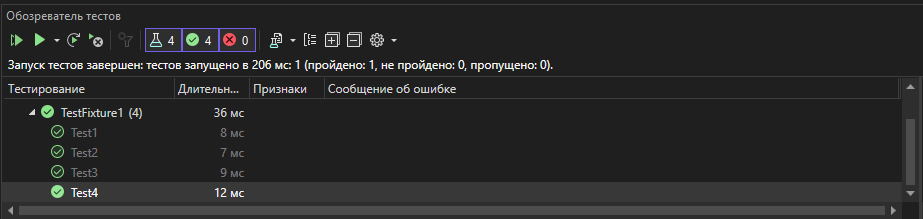 Обозреватель тестов
4 4 0
Запуск тестов завершен: тестов запущено в 206 мс: 1 (пройдено: 1, не пройдено: 0, пропущено: 0).
Тестирование Длительн... Признаки Сообщение об ошибке
TestFixture1 (4) 36 мс
Test1 8 мс
Test2 7 мс
Test3 9 мс
Test4 12 мс